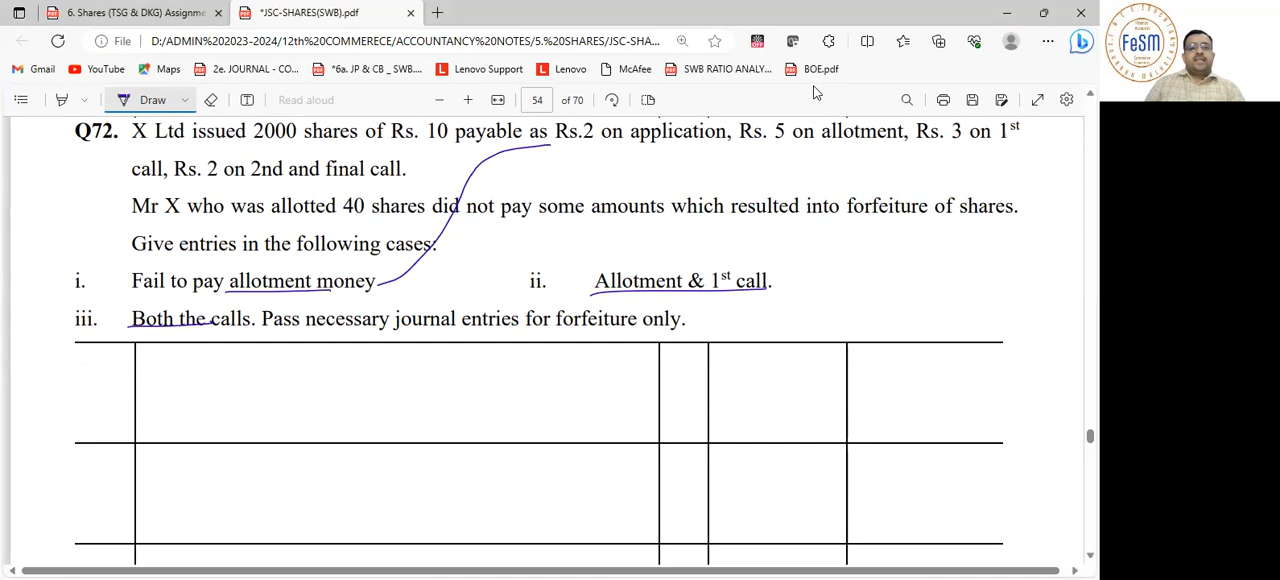 6. Shares (TSG & DKG) Assignme
*JSC-SHARES(SWB).pdf
File
D:/ADMIN%202023-2024/12th%20COMMERECE/ACCOUNTANCY%20NOTES/5.%20SHARES/JSC-SHA...
Gmail
YouTube
Maps
2e. JOURNAL - CO...
*6a. JP & CB _ SWB....
Lenovo Support
Lenovo
McAfee
SWB RATIO ANALY...
BOE.pdf
Draw
Read aloud
54 of 70
FeSM
Q72. X Ltd issued 2000 shares of Rs. 10 payable as Rs.2 on application, Rs. 5 on allotment, Rs. 3 on 1st
call, Rs. 2 on 2nd and final call.
Mr X who was allotted 40 shares did not pay some amounts which resulted into forfeiture of shares.
Give entries in the following cases:
i. Fail to pay allotment money ii. Allotment & 1st call.
iii. Both the calls. Pass necessary journal entries for forfeiture only.